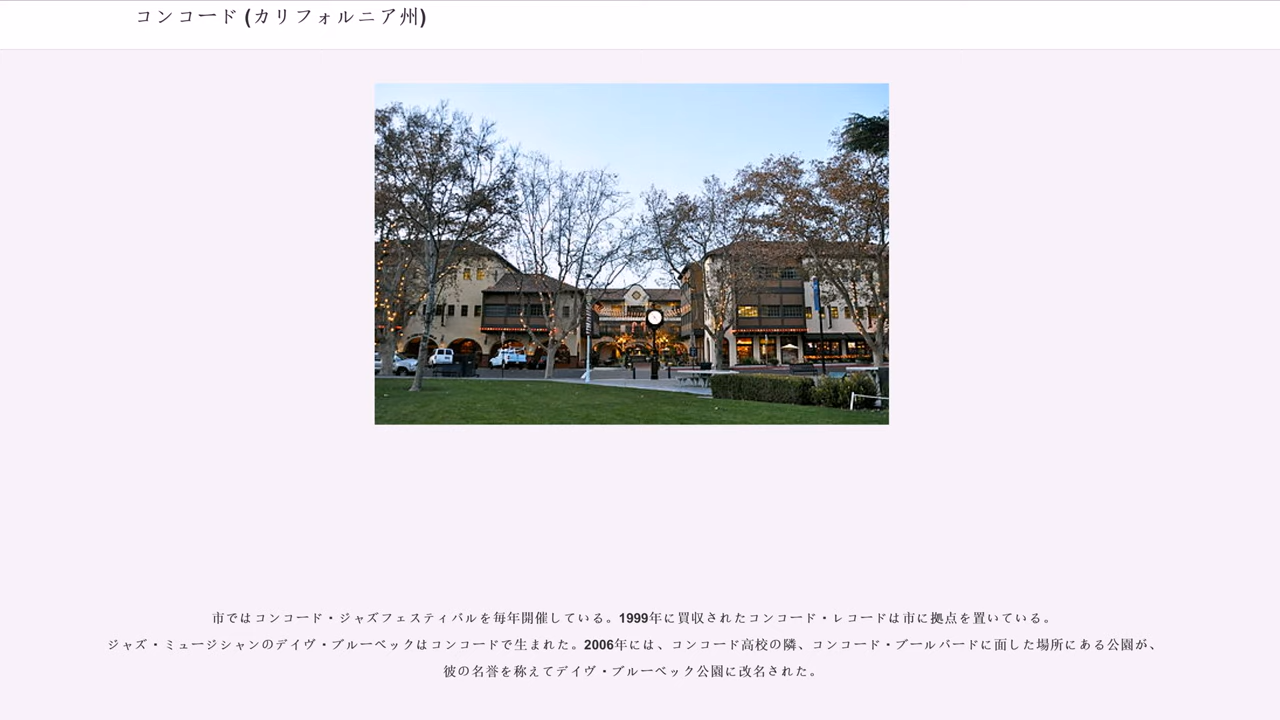 コンコード (カリフォルニア州)
市ではコンコード・ジャズフェスティバルを毎年開催している。1999年に買収されたコンコード・レコードは市に拠点を置いている。
ジャズ・ミュージシャンのデイヴ・ブルーベックはコンコードで生まれた。2006年には、コンコード高校の隣、コンコード・ブールバードに面した場所にある公園が、
彼の名誉を称えてデイヴ・ブルーベック公園に改名された。